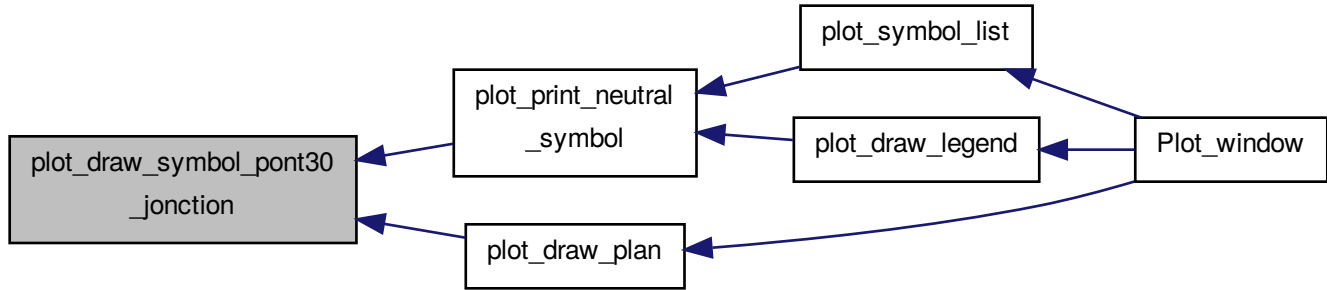 plot_draw_symbol_pont30
_jonction
plot_print_neutral
_symbol
plot_symbol_list
plot_draw_legend
Plot_window
plot_draw_plan